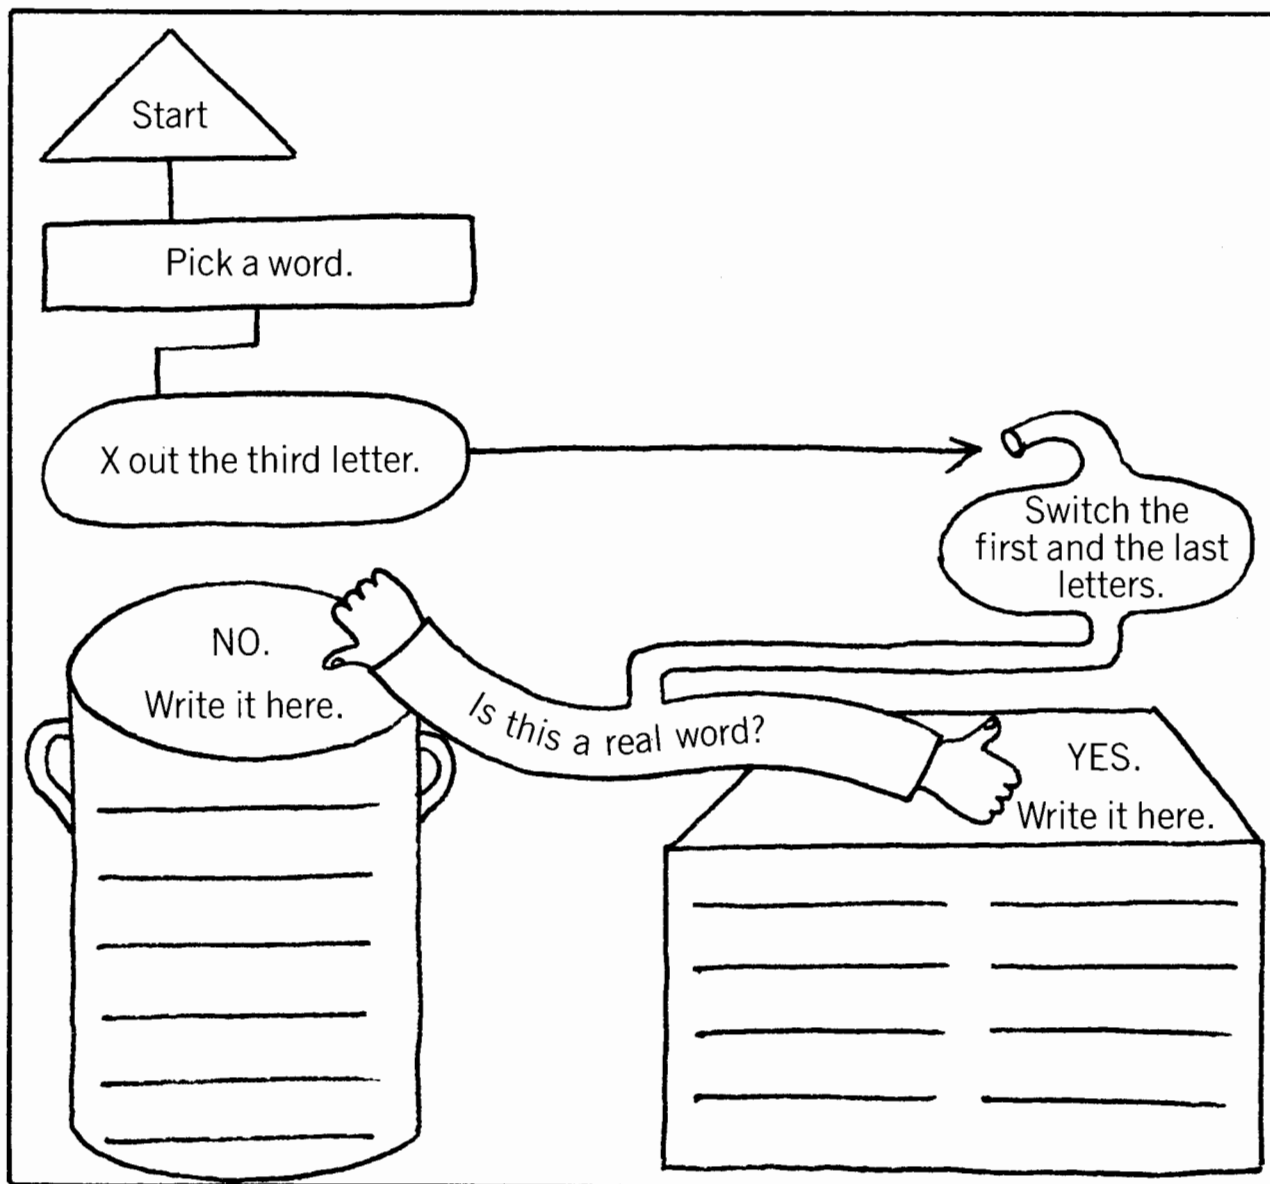 Start
Pick a word.
X out the third letter.
Switch the
first and the last
letters.
Is this a real word?
NO.
Write it here.
YES.
Write it here.